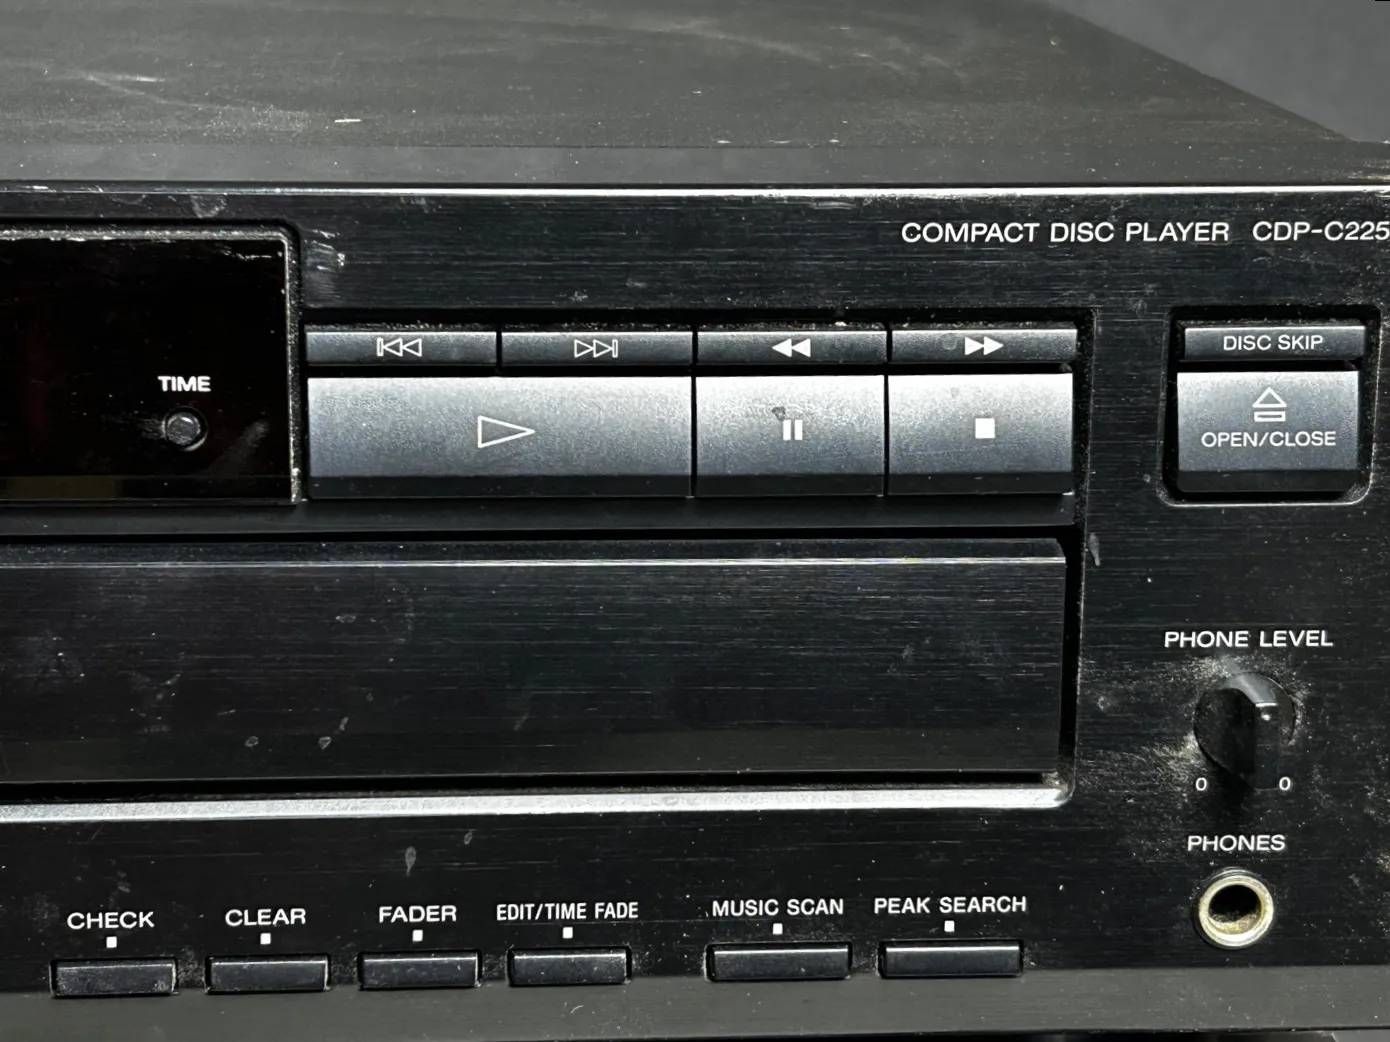 COMPACT DISC PLAYER CDP-C225
DISC SKIP
TIME
OPEN/CLOSE
PHONE LEVEL
0 0
PHONES
CHECK CLEAR FADER EDIT/TIME FADE MUSIC SCAN PEAK SEARCH